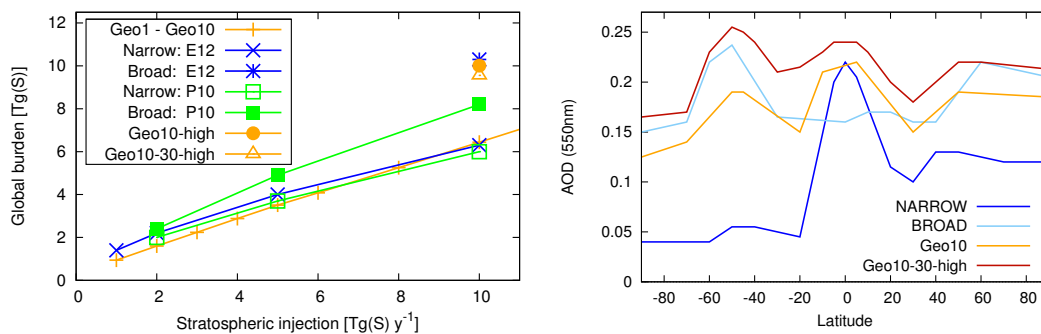 12
10
8
6
4
2
0
Global burden [Tg(S)]
Geo1 - Geo10
Narrow: E12
Broad: E12
Narrow: P10
Broad: P10
Geo10-high
Geo10-30-high
0 2 4 6 8 10
Stratospheric injection [Tg(S) y-1]
0.25
0.2
0.15
0.1
0.05
0
AOD (550nm)
NARROW
BROAD
Geo10
Geo10-30-high
-80 -60 -40 -20 0 20 40 60 80
Latitude